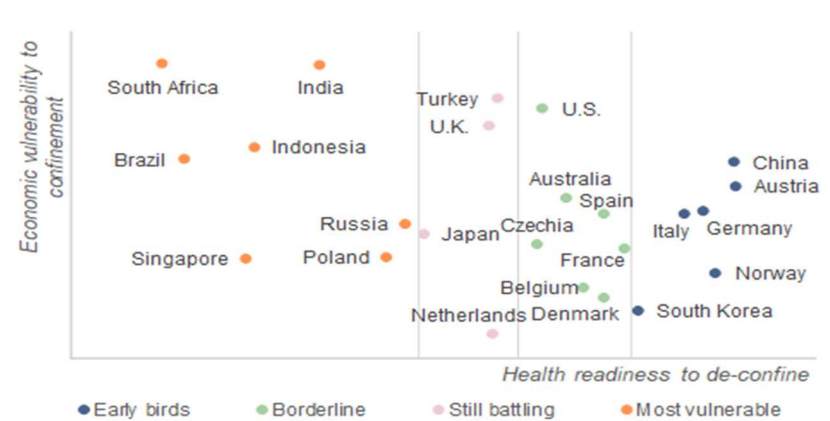 Economic vulnerability to
confinement
South Africa
India
Turkey
U.S.
U.K.
Brazil
Indonesia
China
Australia
Austria
Spain
Russia
Japan
Czechia
Italy
Germany
Singapore
Poland
France
Norway
Belgium
Netherlands
Denmark
South Korea
Health readiness to de-confine
Early birds
Borderline
Still battling
Most vulnerable